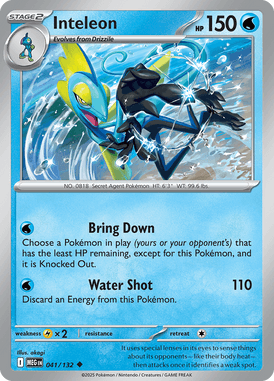 STAGE 2
Inteleon
HP 150
Evolves from Drizzile
NO. 0818 Secret Agent Pokémon HT: 6'3" WT: 99.6 lbs.
Bring Down
Choose a Pokémon in play (yours or your opponent's) that
has the least HP remaining, except for this Pokémon, and
it is Knocked Out.
Water Shot 110
Discard an Energy from this Pokémon.
weakness ×2 resistance retreat
Illus. okagi
MEG EN 041/132
It uses special lenses in its eyes to sense things
about its opponents – like their body heat –
then attacks once it identifies a weak spot.
©2025 Pokémon / Nintendo / Creatures / GAME FREAK